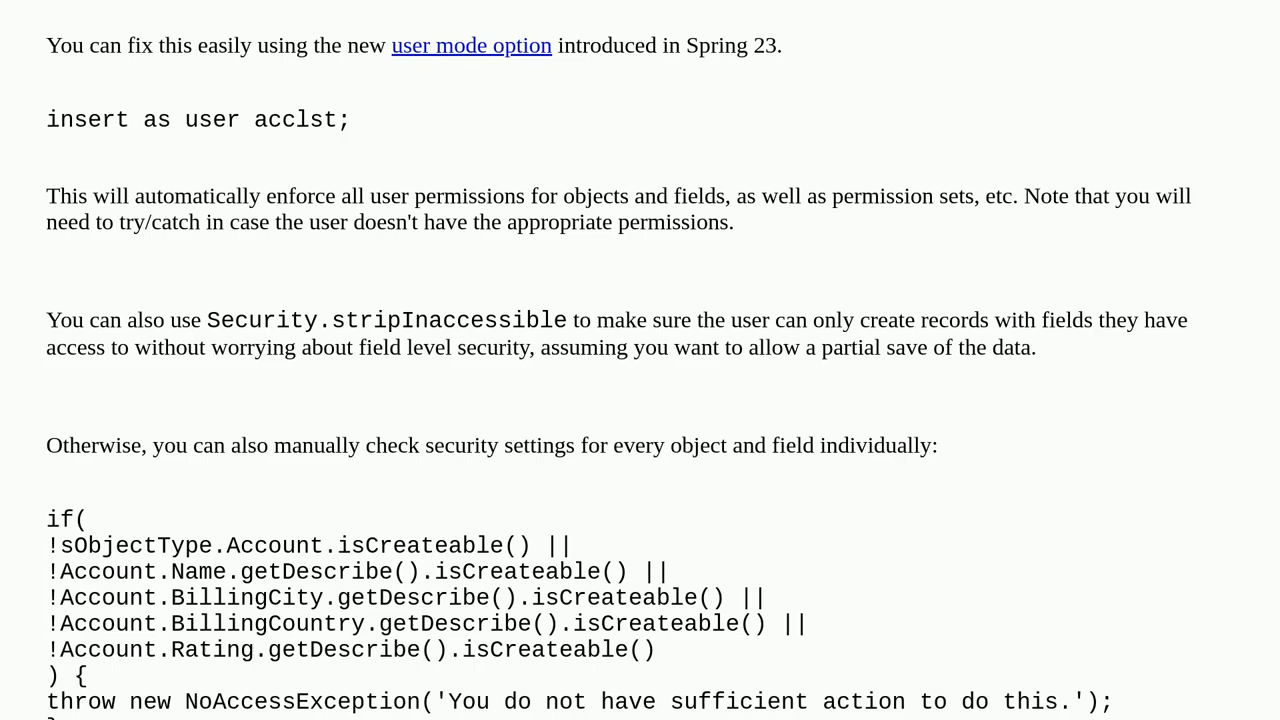 You can fix this easily using the new user mode option introduced in Spring 23.
insert as user acclst;
This will automatically enforce all user permissions for objects and fields, as well as permission sets, etc. Note that you will
need to try/catch in case the user doesn't have the appropriate permissions.
You can also use Security.stripInaccessible to make sure the user can only create records with fields they have
access to without worrying about field level security, assuming you want to allow a partial save of the data.
Otherwise, you can also manually check security settings for every object and field individually:
if(
!sObjectType.Account.isCreateable() ||
!Account.Name.getDescribe().isCreateable() ||
!Account.BillingCity.getDescribe().isCreateable() ||
!Account.BillingCountry.getDescribe().isCreateable() ||
!Account.Rating.getDescribe().isCreateable()
) {
throw new NoAccessException('You do not have sufficient action to do this.');
}